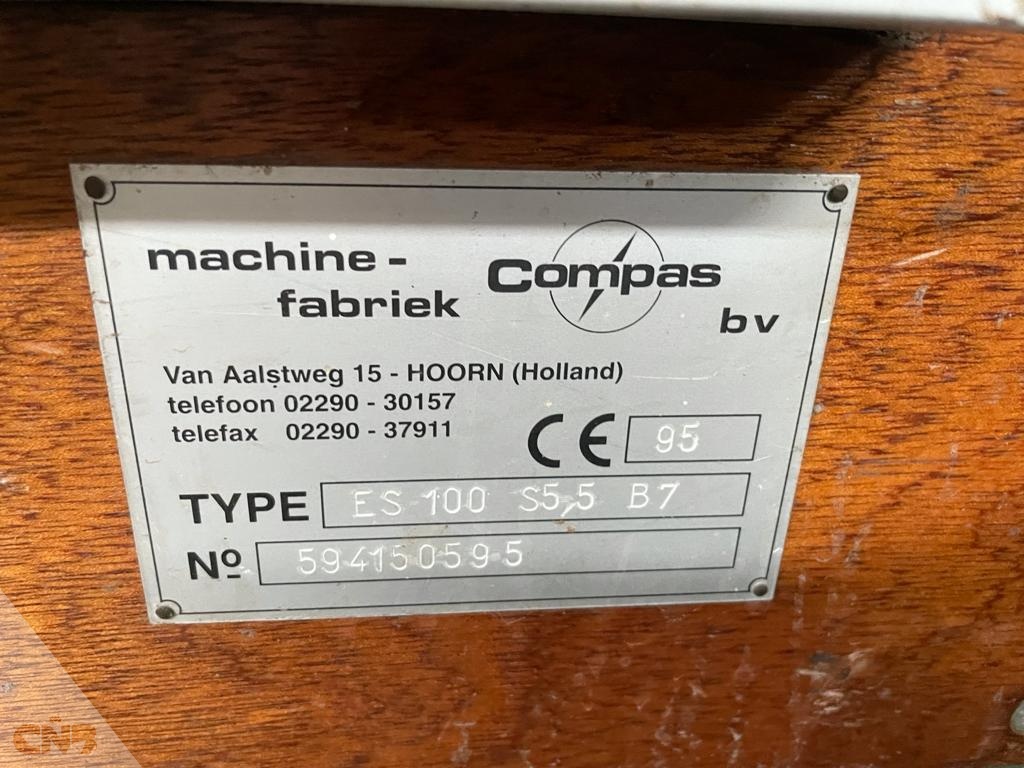 machine-
fabriek
Compas
bv
Van Aalstweg 15 - HOORN (Holland)
telefoon 02290 - 30157
telefax 02290 - 37911
CE 95
TYPE ES 100 S5,5 B7
Nº 594150595